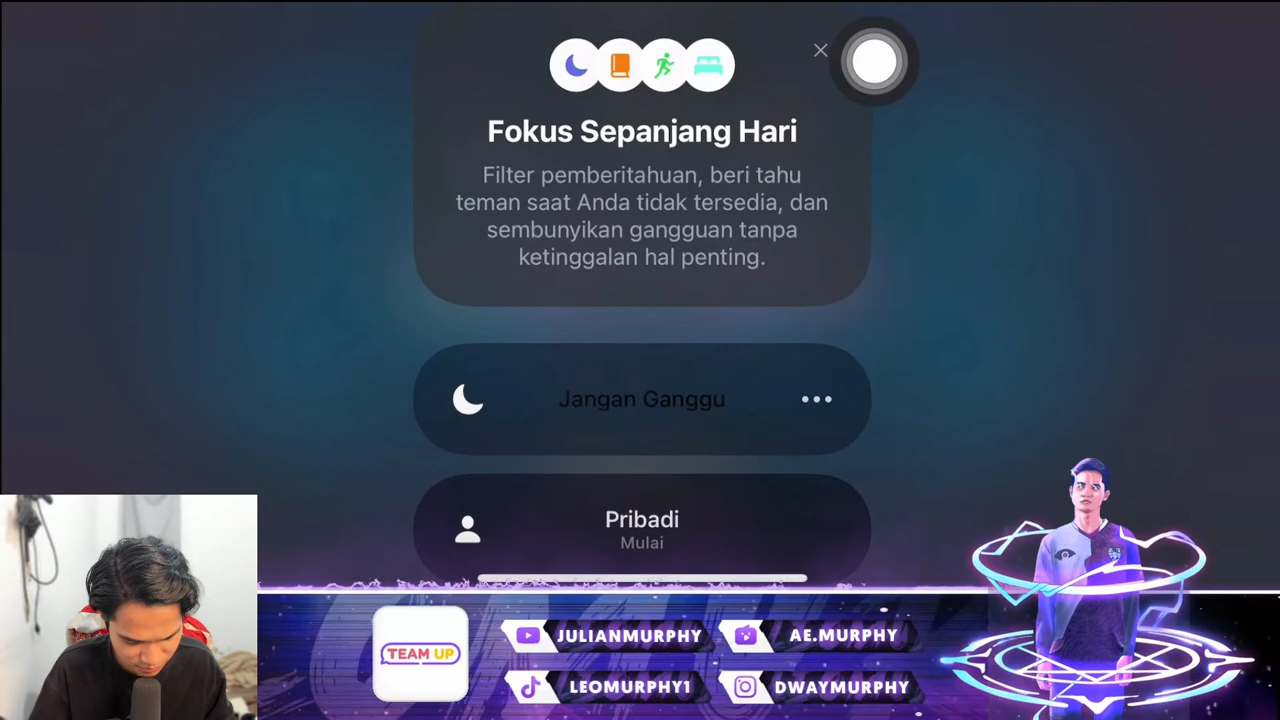 Fokus Sepanjang Hari
Filter pemberitahuan, beri tahu
teman saat Anda tidak tersedia, dan
sembunyikan gangguan tanpa
ketinggalan hal penting.
Jangan Ganggu
Pribadi
Mulai
TEAM UP
JULIANMURPHY
AE.MURPHY
LEOMURPHY1
DWAYMURPHY